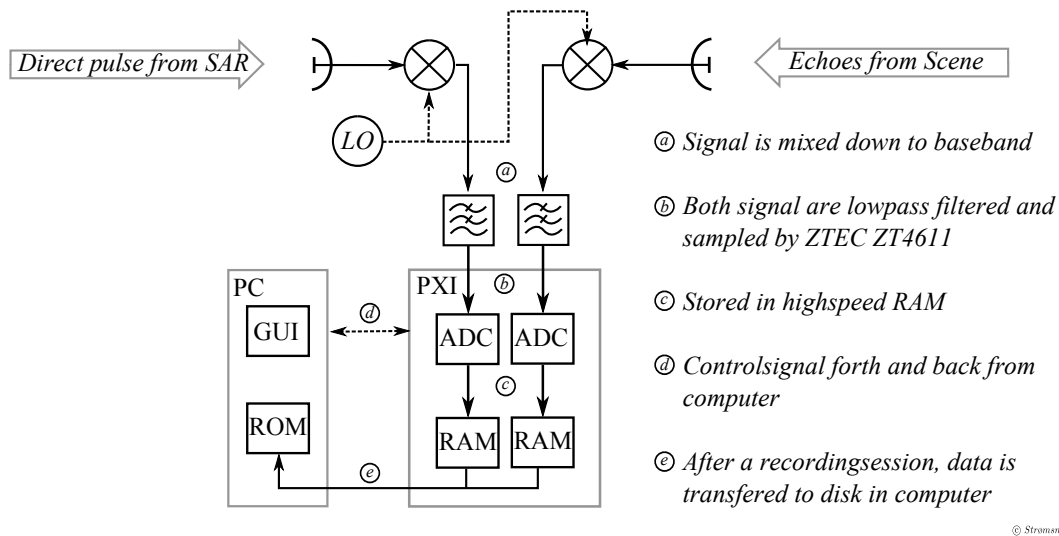 Direct pulse from SAR
Echoes from Scene
LO
ⓐ Signal is mixed down to baseband
ⓐ
ⓑ Both signal are lowpass filtered and
sampled by ZTEC ZT4611
PC
PXI
ⓑ
ⓒ Stored in highspeed RAM
GUI
ⓓ
ADC
ADC
ⓓ Controlsignal forth and back from
computer
ⓒ
ROM
RAM
RAM
ⓔ
ⓔ After a recordingsession, data is
transfered to disk in computer
© Strømsn